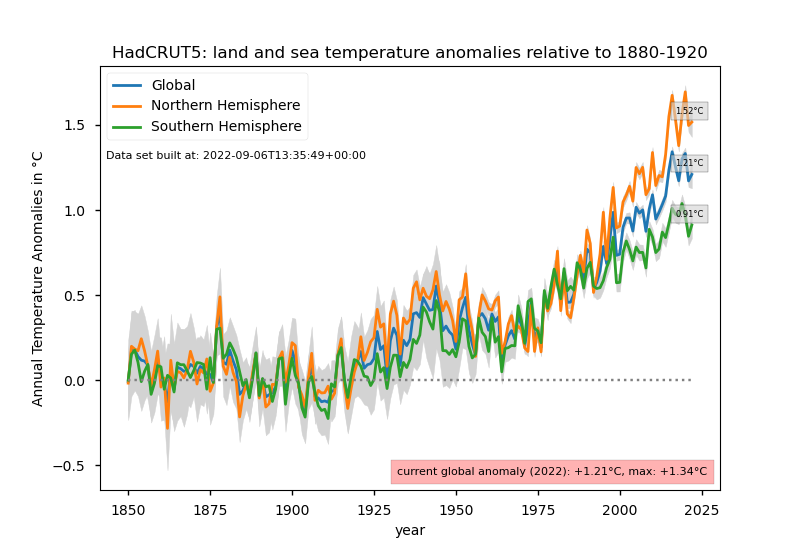 HadCRUT5: land and sea temperature anomalies relative to 1880-1920
Global
Northern Hemisphere
Southern Hemisphere
Data set built at: 2022-09-06T13:35:49+00:00
1.52°C
1.21°C
0.91°C
Annual Temperature Anomalies in °C
1.5
1.0
0.5
0.0
−0.5
current global anomaly (2022): +1.21°C, max: +1.34°C
1850 1875 1900 1925 1950 1975 2000 2025
year